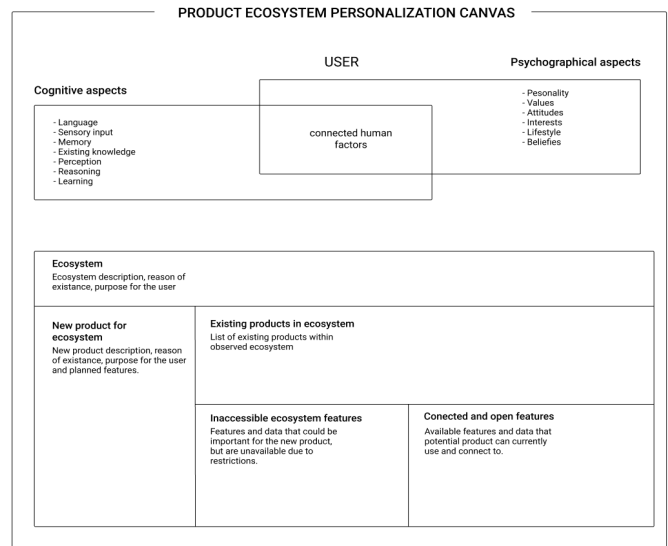 PRODUCT ECOSYSTEM PERSONALIZATION CANVAS
USER
Psychographical aspects
Cognitive aspects
- Pesonality
- Values
- Attitudes
- Interests
- Lifestyle
- Beliefies
- Language
- Sensory input
- Memory
- Existing knowledge
- Perception
- Reasoning
- Learning
connected human
factors
Ecosystem
Ecosystem description, reason of
existance, purpose for the user
New product for
ecosystem
New product description, reason
of existance, purpose for the user
and planned features.
Existing products in ecosystem
List of existing products within
observed ecosystem
Inaccessible ecosystem features
Features and data that could be
important for the new product,
but are unavailable due to
restrictions.
Conected and open features
Available features and data that
potential product can currently
use and connect to.